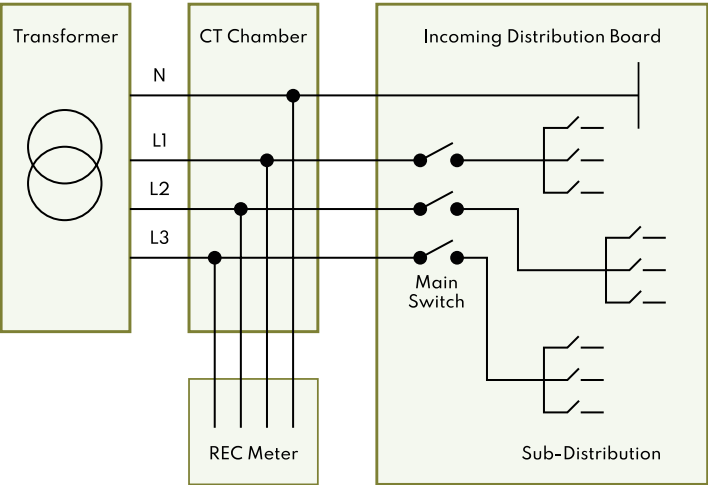 Transformer
CT Chamber
Incoming Distribution Board
N
L1
L2
L3
Main
Switch
REC Meter
Sub-Distribution